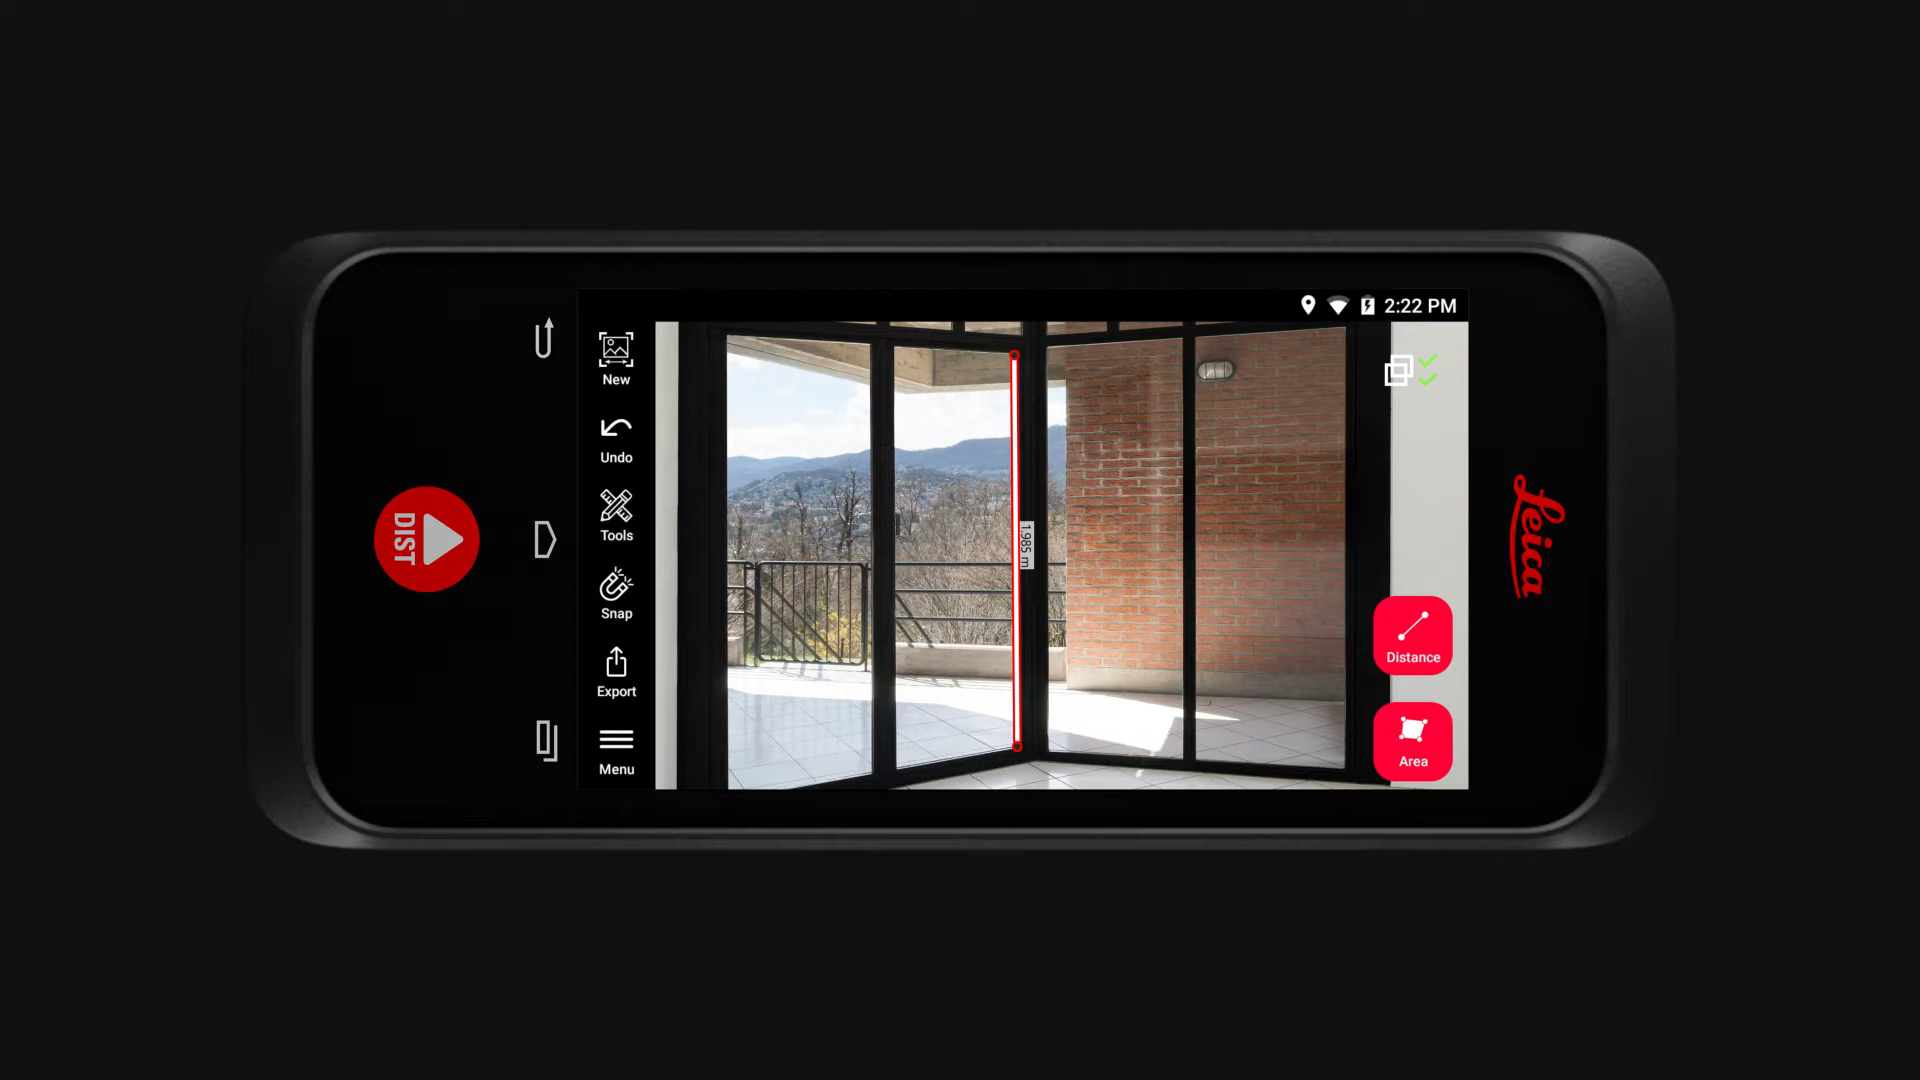 2:22 PM
New
Undo
Tools
Snap
Export
Menu
1.985 m
Distance
Area
DIST
Leica